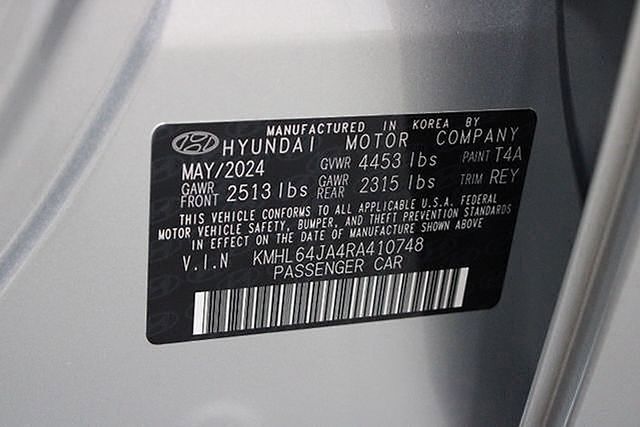 MANUFACTURED IN KOREA BY
HYUNDAI MOTOR COMPANY
MAY/2024 GVWR 4453 lbs PAINT T4A
GAWR FRONT 2513 lbs GAWR REAR 2315 lbs TRIM REY
THIS VEHICLE CONFORMS TO ALL APPLICABLE U.S.A. FEDERAL
MOTOR VEHICLE SAFETY, BUMPER, AND THEFT PREVENTION STANDARDS
IN EFFECT ON THE DATE OF MANUFACTURE SHOWN ABOVE
V.I.N KMHL64JA4RA410748
PASSENGER CAR